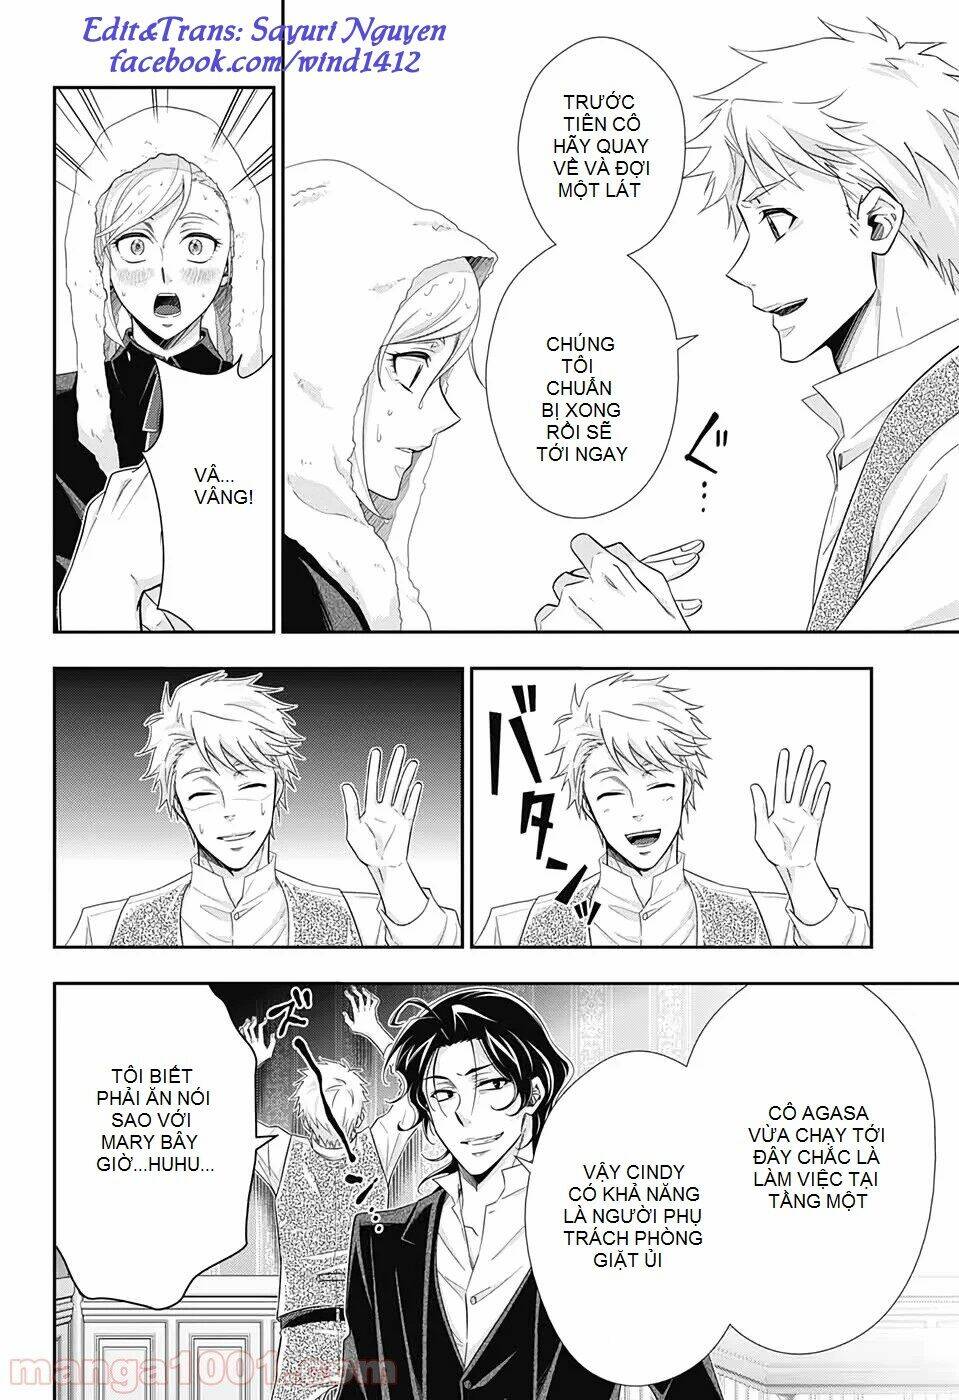 Edit&Trans: Sayuri Nguyen
facebook.com/wind1412
TRƯỚC
TIÊN CÔ
HÃY QUAY
VỀ VÀ ĐỢI
MỘT LÁT
CHÚNG
TÔI
CHUẨN
BỊ XONG
RỒI SẼ
TỚI NGAY
VÂ...
VÂNG!
バタン
CÔ AGASA
VỪA CHẠY TỚI
ĐÂY CHẮC LÀ
LÀM VIỆC TẠI
TẰNG MỘT
VẬY CINDY
CÓ KHẢ NĂNG
LÀ NGƯỜI PHỤ
TRÁCH PHÒNG
GIẶT ỦI
TÔI BIẾT
PHẢI ĂN NÓI
SAO VỚI
MARY BÂY
GIỜ...HUHU...
manga1001.com